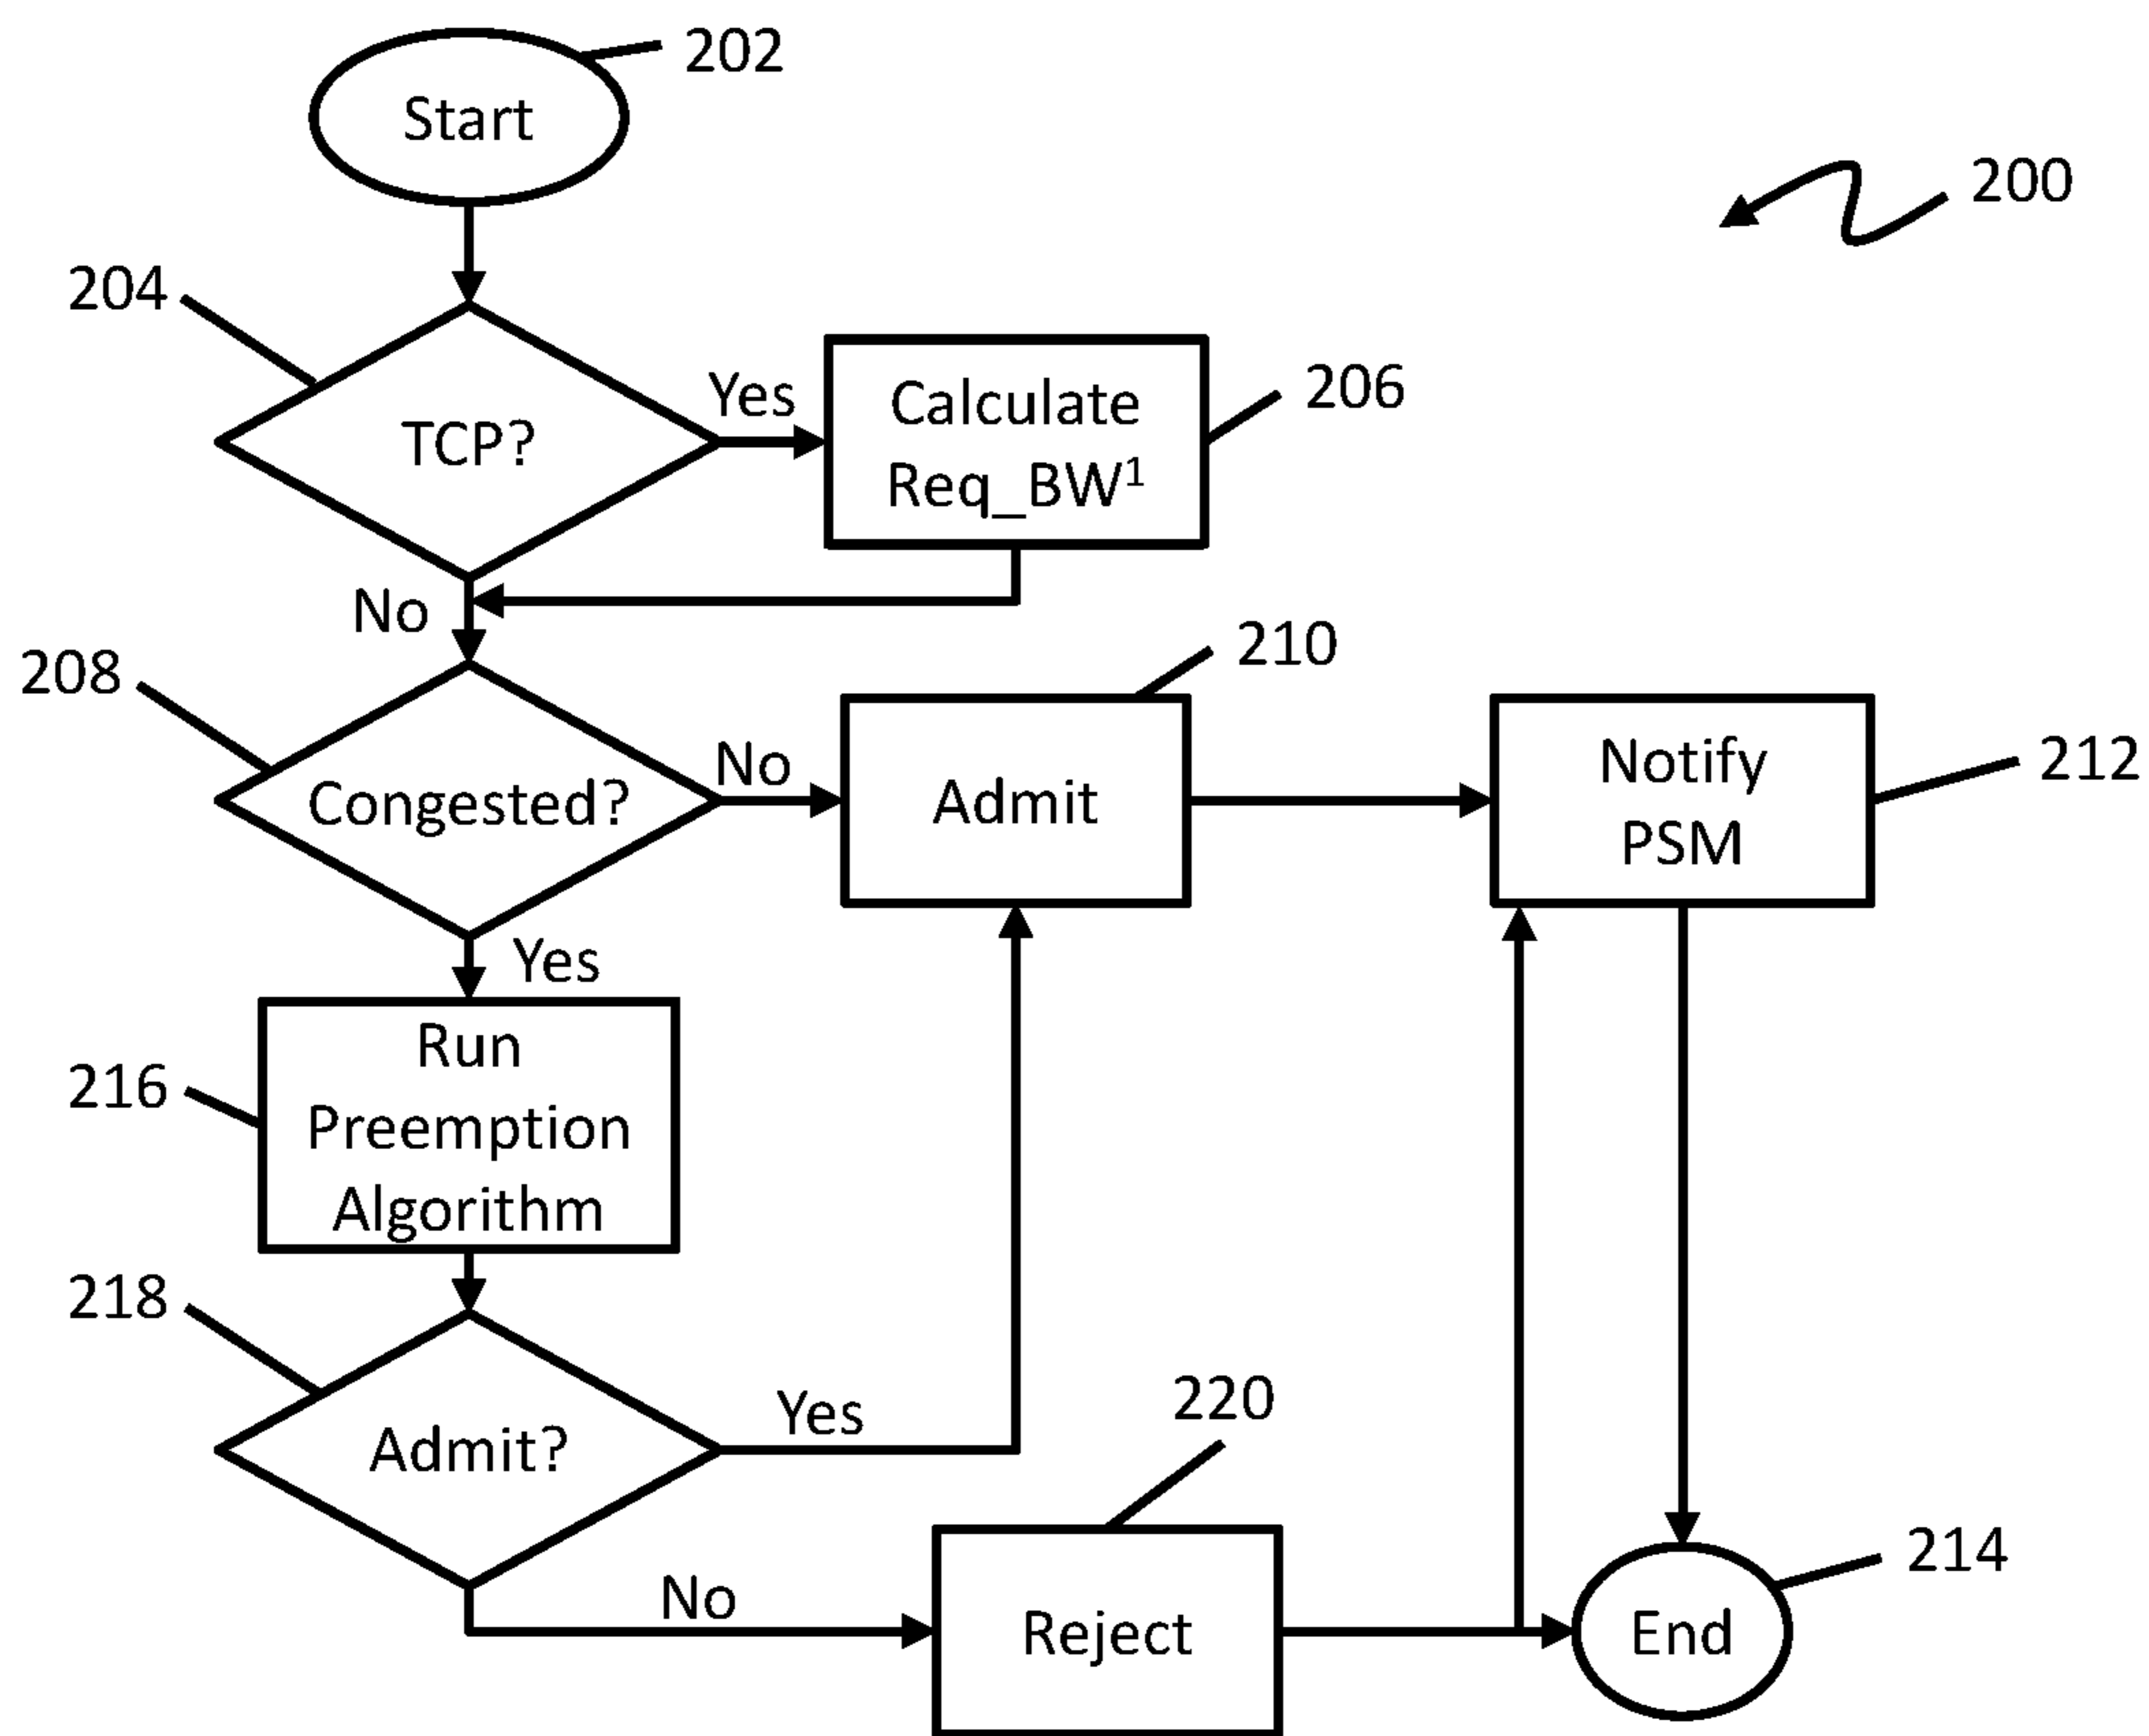 202
Start
200
204
TCP?
Yes
Calculate
Req_BW¹
206
No
208
Congested?
No
210
Admit
Notify
PSM
212
Yes
216
Run
Preemption
Algorithm
218
Admit?
Yes
220
No
Reject
214
End